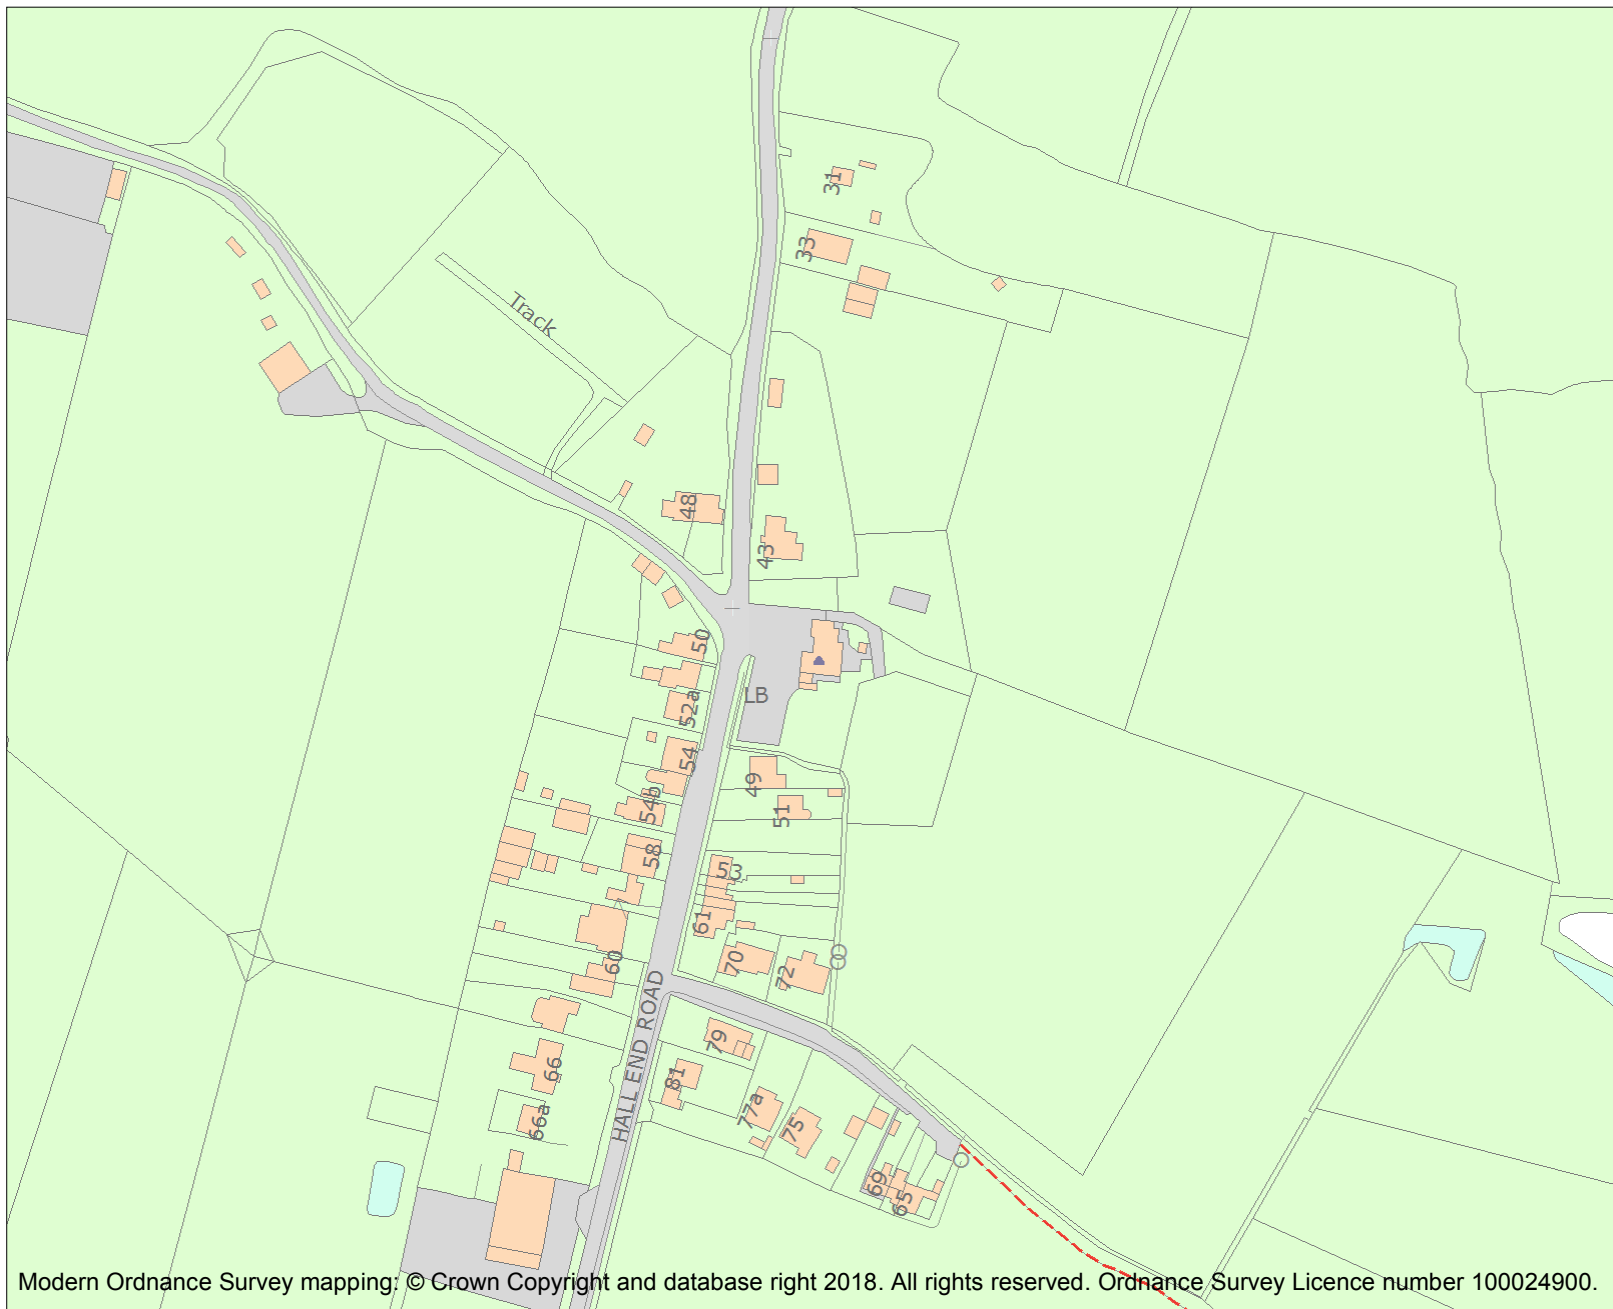 31
33
Track
48
43
50
52a
LB
54
49
54b
51
58
53
61
60
70
72
HALL END ROAD
79
66
81
77a
66a
75
69
65
Modern Ordnance Survey mapping: © Crown Copyright and database right 2018. All rights reserved. Ordnance Survey Licence number 100024900.